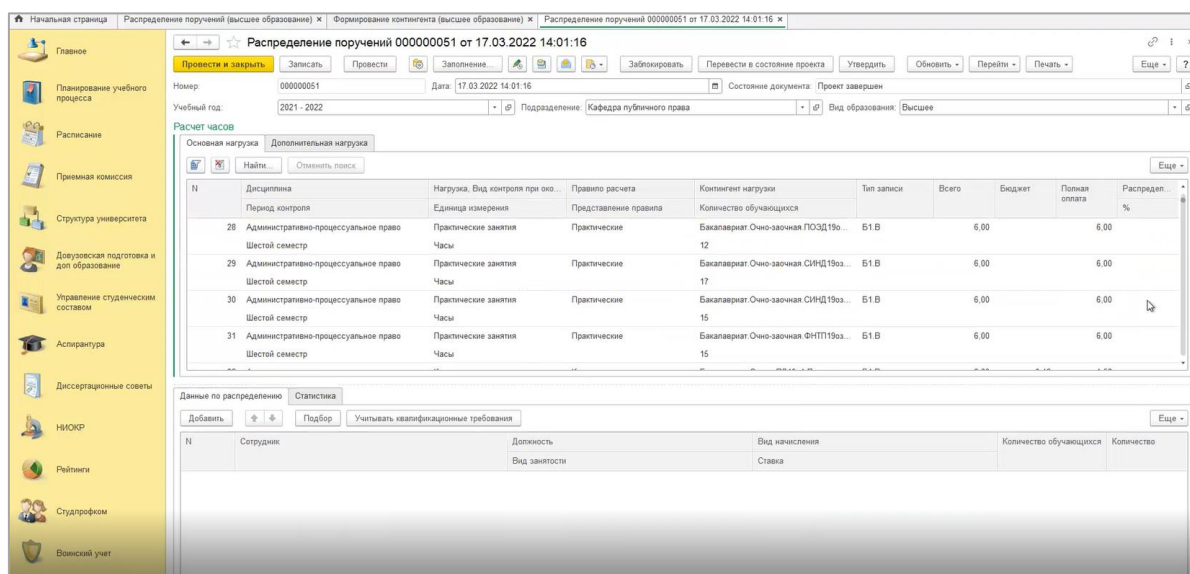 Начальная страница Распределение поручений (высшее образование) × Формирование контингента (высшее образование) × Распределение поручений 000000051 от 17.03.2022 14:01:16 ×
Главное
Планирование учебного процесса
Расписание
Приемная комиссия
Структура университета
Довузовская подготовка и доп образование
Управление студенческим составом
Аспирантура
Диссертационные советы
НИОКР
Рейтинги
Студпрофком
Воинский учет
Распределение поручений 000000051 от 17.03.2022 14:01:16
Провести и закрыть Записать Провести Заполнение... Заблокировать Перевести в состояние проекта Утвердить Обновить Перейти Печать Еще ?
Номер: 000000051 Дата: 17.03.2022 14:01:16 Состояние документа: Проект завершен
Учебный год: 2021 - 2022 Подразделение: Кафедра публичного права Вид образования: Высшее
Расчет часов
Основная нагрузка Дополнительная нагрузка
Найти... Отменить поиск Еще
N Дисциплина Нагрузка, Вид контроля при око... Правило расчета Контингент нагрузки Тип записи Всего Бюджет Полная оплата Распредел...
Период контроля Единица измерения Представление правила Количество обучающихся %
28 Административно-процессуальное право Практические занятия Практические Бакалавриат.Очно-заочная.ПОЭД19о... Б1.В 6,00 6,00
Шестой семестр Часы 12
29 Административно-процессуальное право Практические занятия Практические Бакалавриат.Очно-заочная.СИНД19оз... Б1.В 6,00 6,00
Шестой семестр Часы 17
30 Административно-процессуальное право Практические занятия Практические Бакалавриат.Очно-заочная.СИНД19оз... Б1.В 6,00 6,00
Шестой семестр Часы 15
31 Административно-процессуальное право Практические занятия Практические Бакалавриат.Очно-заочная.ФНТП19оз... Б1.В 6,00 6,00
Шестой семестр Часы 15
Данные по распределению Статистика
Добавить Подбор Учитывать квалификационные требования Еще
N Сотрудник Должность Вид начисления Количество обучающихся Количество
Вид занятости Ставка